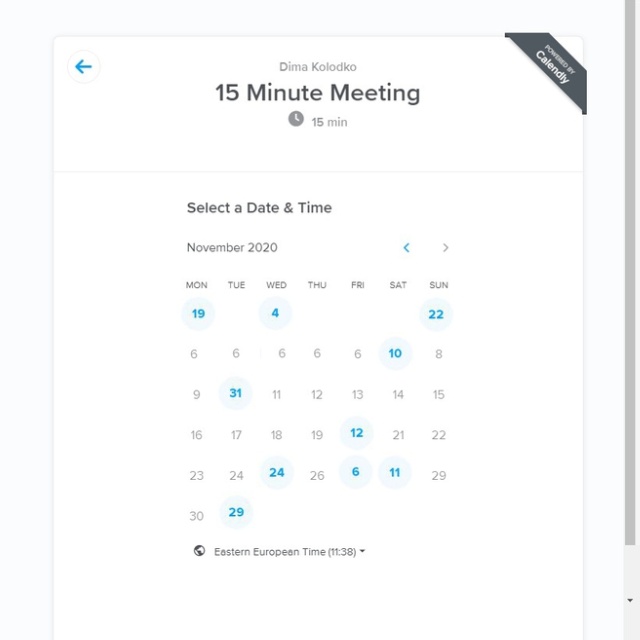 POWERED BY
Calendly
Dima Kolodko
15 Minute Meeting
15 min
Select a Date & Time
November 2020
MON TUE WED THU FRI SAT SUN
19 4 22
6 6 6 6 6 10 8
9 31 11 12 13 14 15
16 17 18 19 12 21 22
23 24 24 26 6 11 29
30 29
Eastern European Time (11:38)